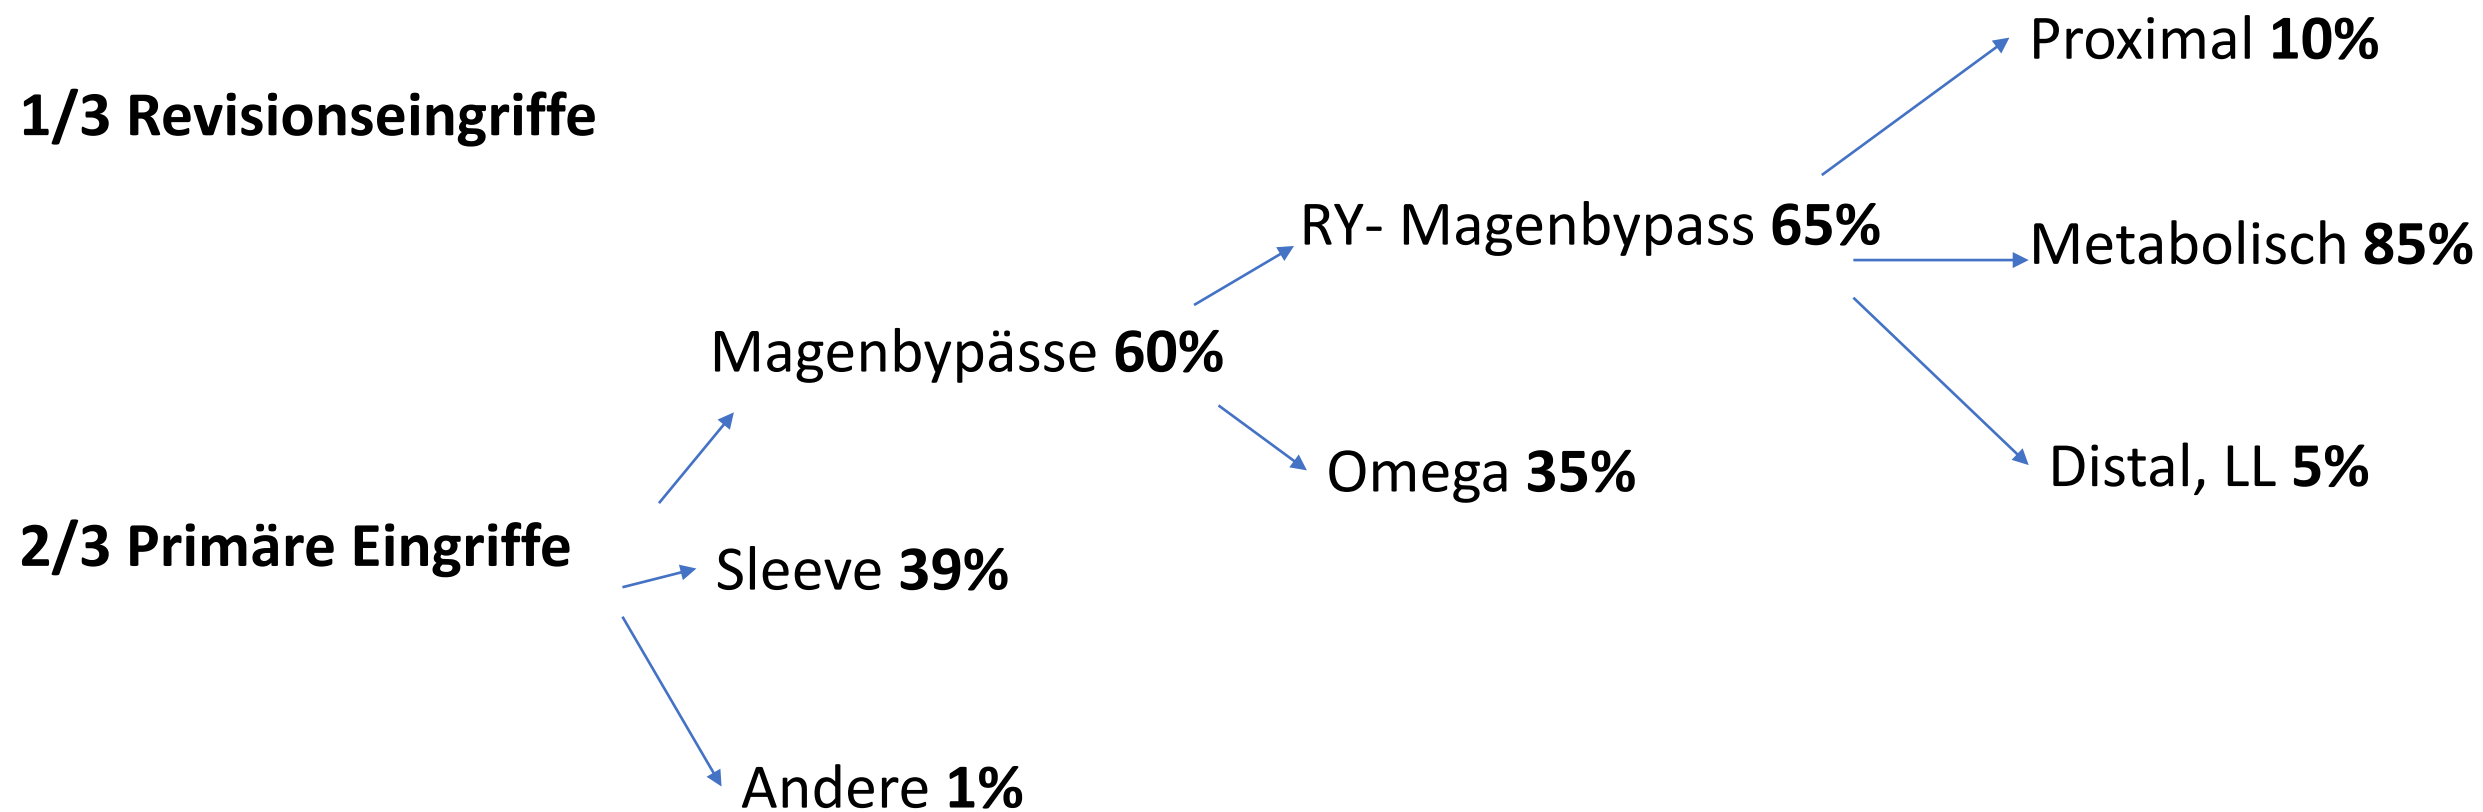 1/3 Revisionseingriffe
2/3 Primäre Eingriffe
Magenbypässe 60%
Sleeve 39%
Andere 1%
RY- Magenbypass 65%
Omega 35%
Proximal 10%
Metabolisch 85%
Distal, LL 5%